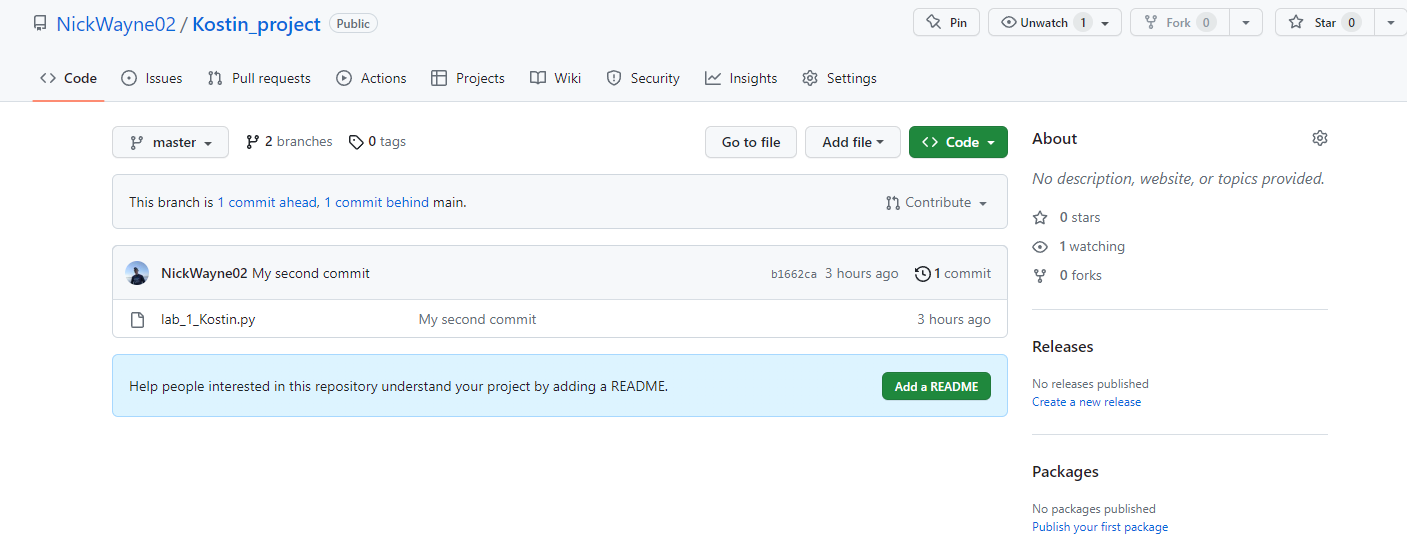 NickWayne02 / Kostin_project Public
Pin Unwatch 1 Fork 0 Star 0
Code Issues Pull requests Actions Projects Wiki Security Insights Settings
master 2 branches 0 tags Go to file Add file Code
This branch is 1 commit ahead, 1 commit behind main. Contribute
NickWayne02 My second commit b1662ca 3 hours ago 1 commit
lab_1_Kostin.py My second commit 3 hours ago
Help people interested in this repository understand your project by adding a README. Add a README
About
No description, website, or topics provided.
0 stars
1 watching
0 forks
Releases
No releases published
Create a new release
Packages
No packages published
Publish your first package